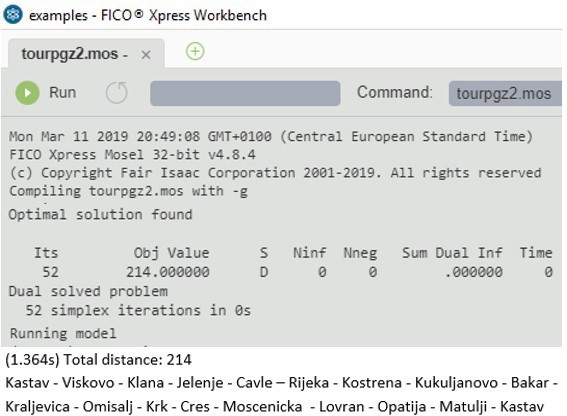 examples - FICO® Xpress Workbench
tourpgz2.mos - ×
Run Command: tourpgz2.mos
Mon Mar 11 2019 20:49:08 GMT+0100 (Central European Standard Time)
FICO Xpress Mosel 32-bit v4.8.4
(c) Copyright Fair Isaac Corporation 2001-2019. All rights reserved
Compiling tourpgz2.mos with -g
Optimal solution found
Its Obj Value S Ninf Nneg Sum Dual Inf Time
52 214.000000 D 0 0 .000000 0
Dual solved problem
52 simplex iterations in 0s
Running model
(1.364s) Total distance: 214
Kastav - Viskovo - Klana - Jelenje - Cavle – Rijeka - Kostrena - Kukuljanovo - Bakar -
Kraljevica - Omisalj - Krk - Cres - Moscenicka - Lovran - Opatija - Matulji - Kastav